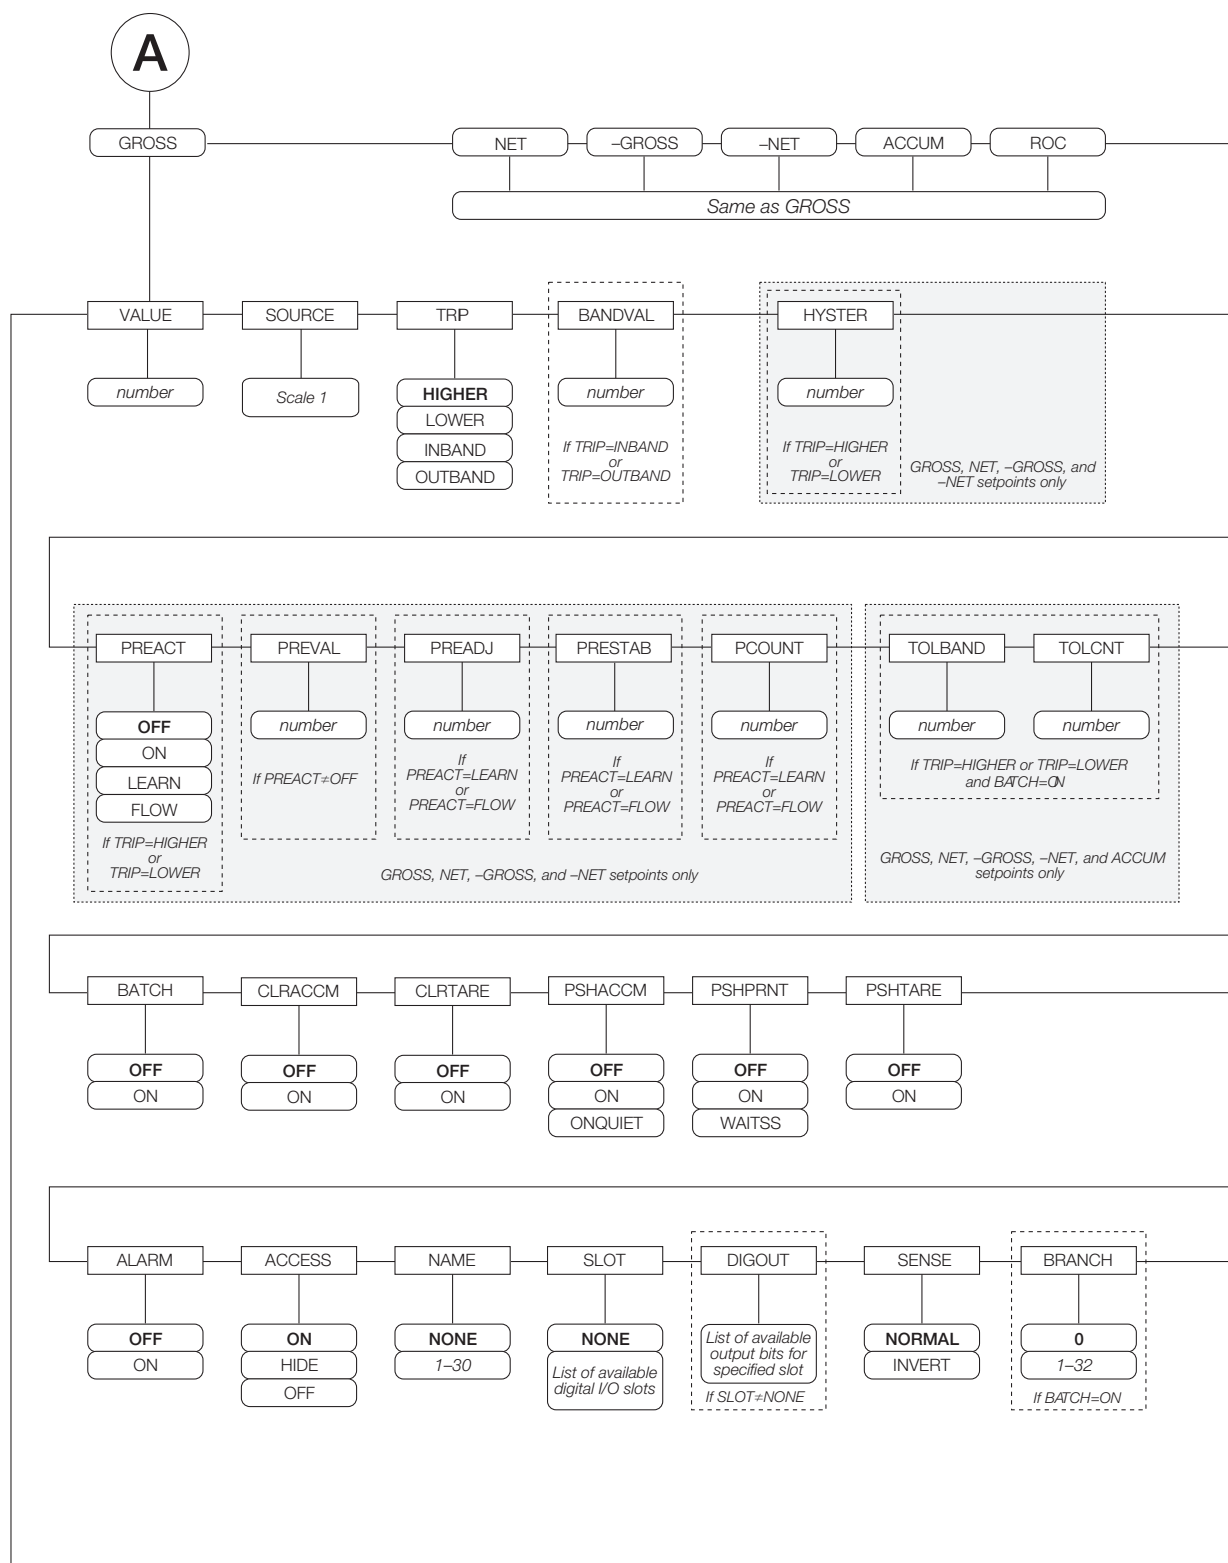 A
GROSS
NET
–GROSS
–NET
ACCUM
ROC
Same as GROSS
VALUE
SOURCE
TRIP
BANDVAL
HYSTER
number
Scale 1
HIGHER
LOWER
INBAND
OUTBAND
number
If TRIP=INBAND
or
TRIP=OUTBAND
number
If TRIP=HIGHER
or
TRIP=LOWER
GROSS, NET, –GROSS, and
–NET setpoints only
PREACT
PREVAL
PREADJ
PRESTAB
PCOUNT
TOLBAND
TOLCNT
OFF
ON
LEARN
FLOW
If TRIP=HIGHER
or
TRIP=LOWER
number
If PREACT≠OFF
number
If
PREACT=LEARN
or
PREACT=FLOW
number
If
PREACT=LEARN
or
PREACT=FLOW
number
If
PREACT=LEARN
or
PREACT=FLOW
GROSS, NET, –GROSS, and –NET setpoints only
number
number
If TRIP=HIGHER or TRIP=LOWER
and BATCH=ON
GROSS, NET, –GROSS, –NET, and ACCUM
setpoints only
BATCH
CLRACCM
CLRTARE
PSHACCM
PSHPRNT
PSHTARE
OFF
ON
OFF
ON
OFF
ON
OFF
ON
ONQUIET
OFF
ON
WAITSS
OFF
ON
ALARM
ACCESS
NAME
SLOT
DIGOUT
SENSE
BRANCH
OFF
ON
ON
HIDE
OFF
NONE
1–30
NONE
List of available
digital I/O slots
List of available
output bits for
specified slot
If SLOT≠NONE
NORMAL
INVERT
0
1–32
If BATCH=ON